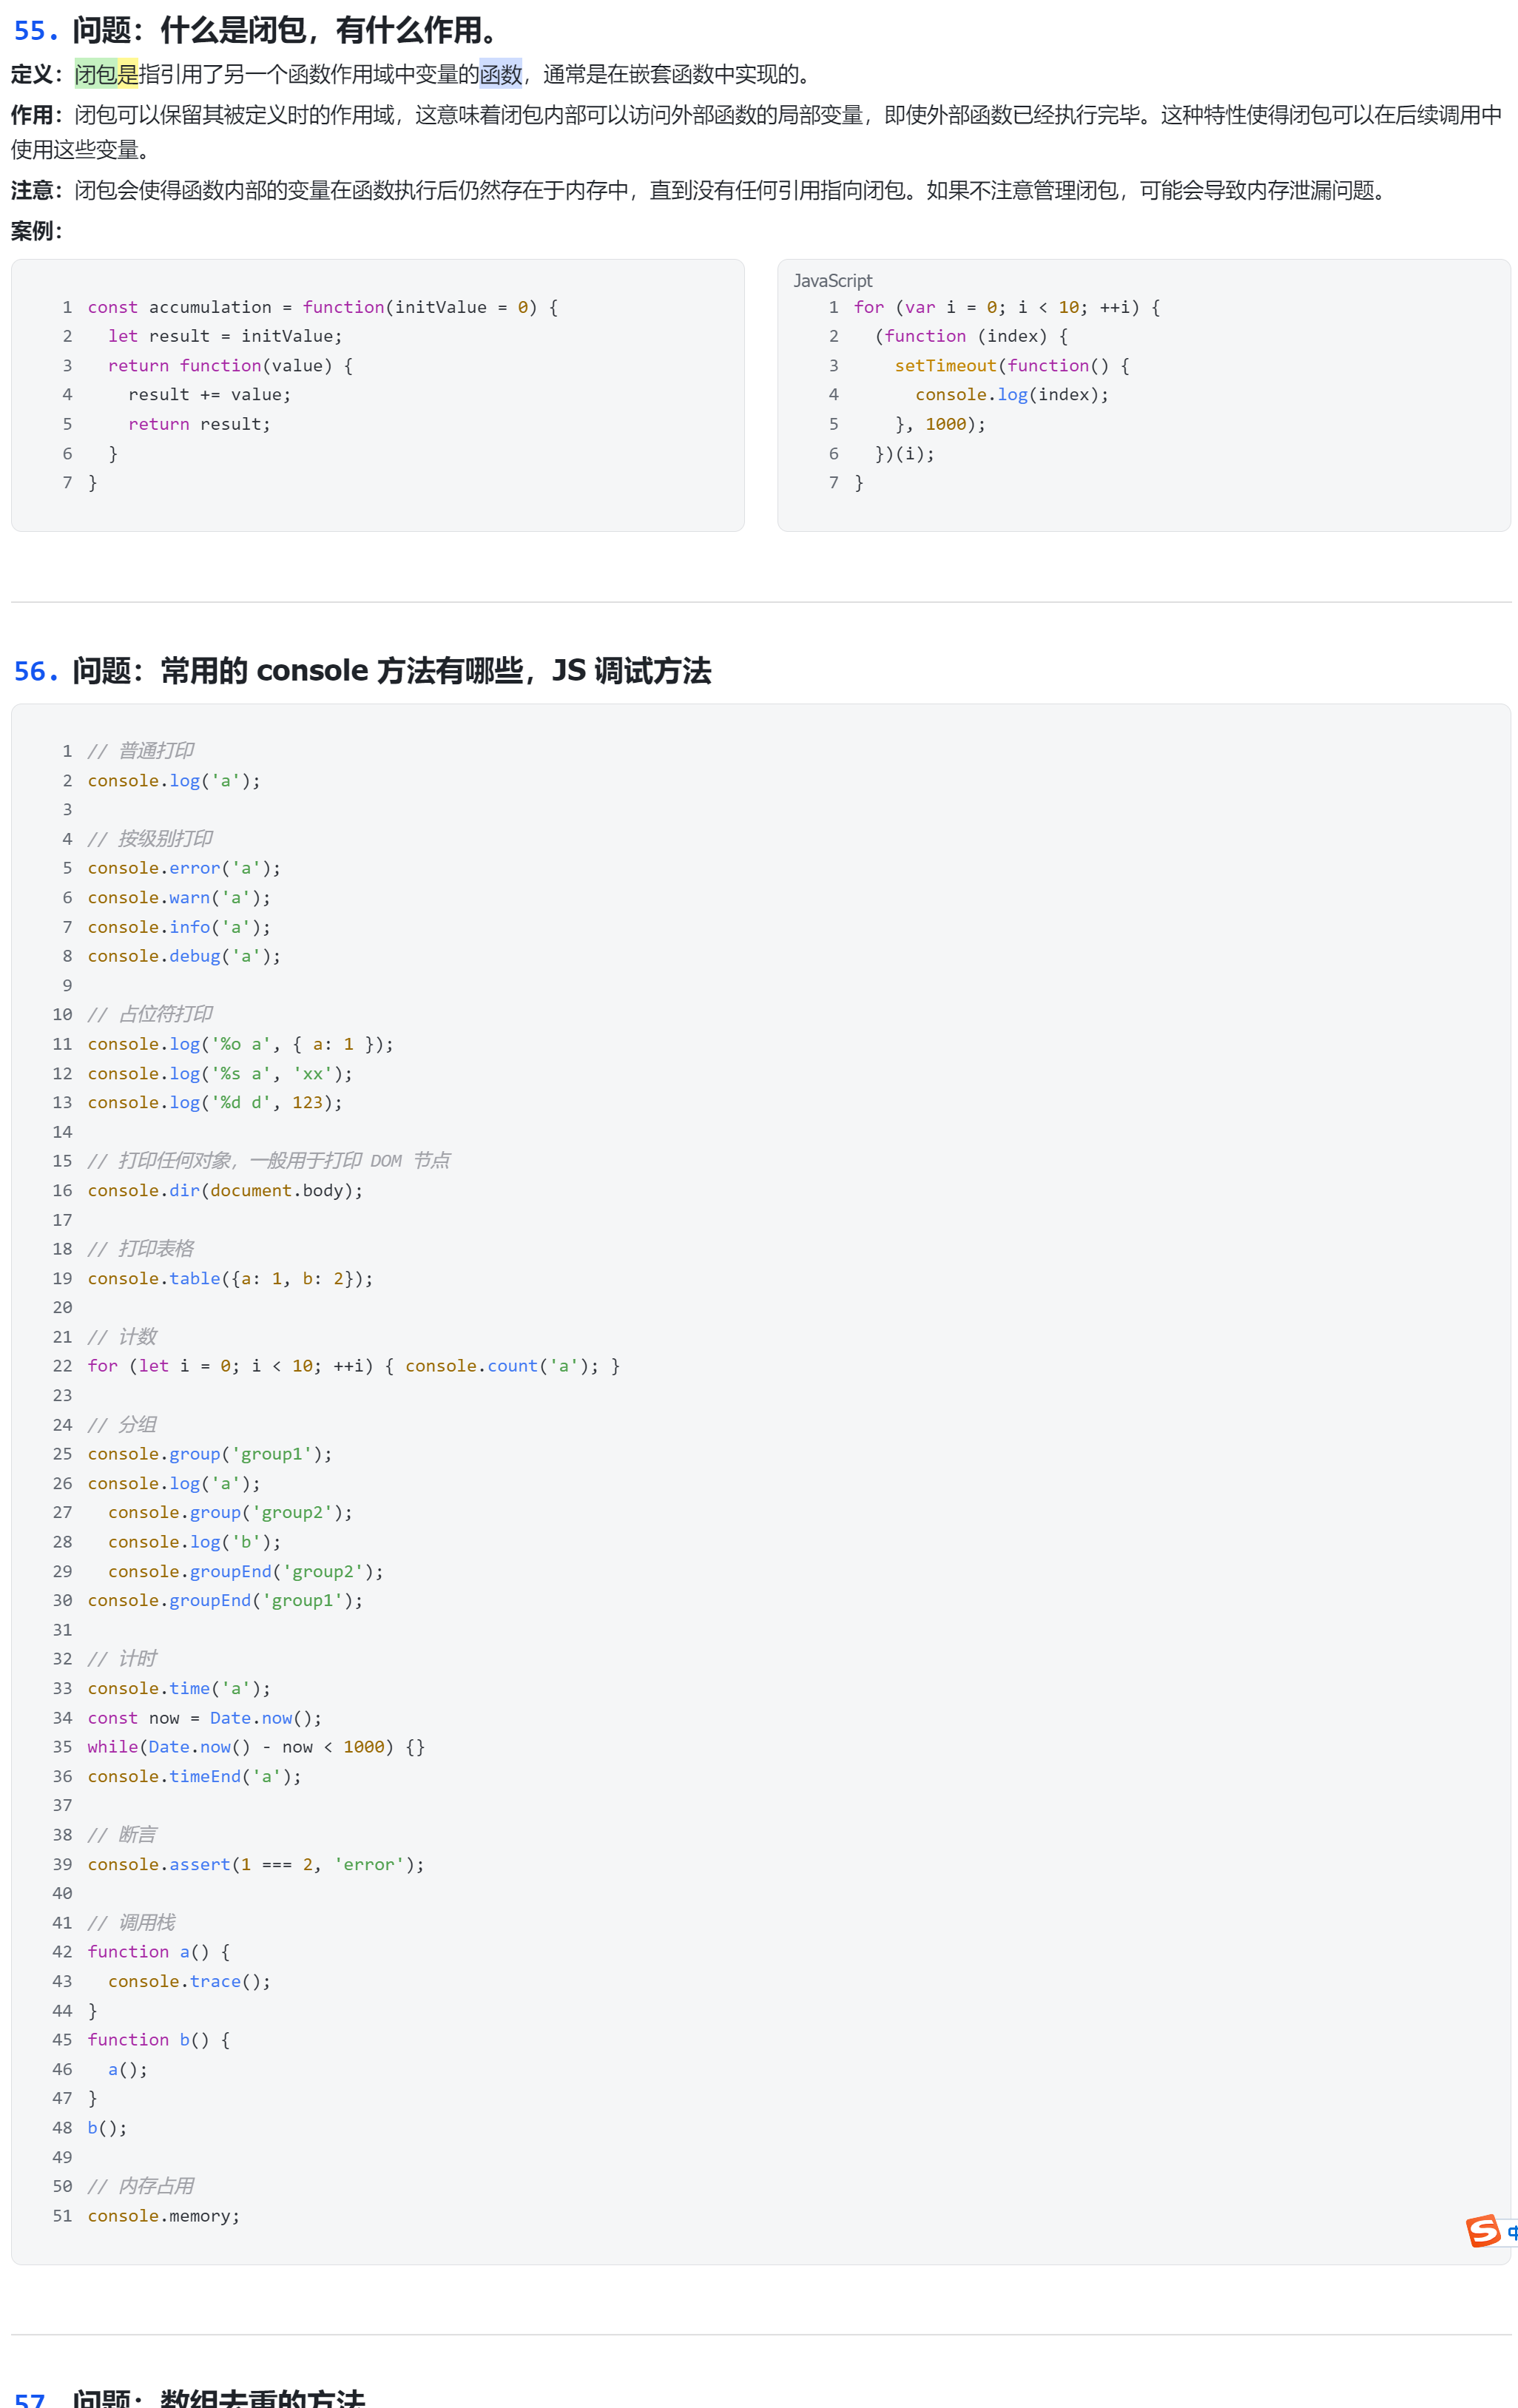 55. 问题：什么是闭包，有什么作用。
定义：闭包是指引用了另一个函数作用域中变量的函数，通常是在嵌套函数中实现的。
作用：闭包可以保留其被定义时的作用域，这意味着闭包内部可以访问外部函数的局部变量，即使外部函数已经执行完毕。这种特性使得闭包可以在后续调用中
使用这些变量。
注意：闭包会使得函数内部的变量在函数执行后仍然存在于内存中，直到没有任何引用指向闭包。如果不注意管理闭包，可能会导致内存泄漏问题。
案例：
1 const accumulation = function(initValue = 0) {
2   let result = initValue;
3   return function(value) {
4     result += value;
5     return result;
6   }
7 }
JavaScript
1 for (var i = 0; i < 10; ++i) {
2   (function (index) {
3     setTimeout(function() {
4       console.log(index);
5     }, 1000);
6   })(i);
7 }
56. 问题：常用的 console 方法有哪些，JS 调试方法
1 // 普通打印
2 console.log('a');
3
4 // 按级别打印
5 console.error('a');
6 console.warn('a');
7 console.info('a');
8 console.debug('a');
9
10 // 占位符打印
11 console.log('%o a', { a: 1 });
12 console.log('%s a', 'xx');
13 console.log('%d d', 123);
14
15 // 打印任何对象，一般用于打印 DOM 节点
16 console.dir(document.body);
17
18 // 打印表格
19 console.table({a: 1, b: 2});
20
21 // 计数
22 for (let i = 0; i < 10; ++i) { console.count('a'); }
23
24 // 分组
25 console.group('group1');
26 console.log('a');
27   console.group('group2');
28   console.log('b');
29   console.groupEnd('group2');
30 console.groupEnd('group1');
31
32 // 计时
33 console.time('a');
34 const now = Date.now();
35 while(Date.now() - now < 1000) {}
36 console.timeEnd('a');
37
38 // 断言
39 console.assert(1 === 2, 'error');
40
41 // 调用栈
42 function a() {
43   console.trace();
44 }
45 function b() {
46   a();
47 }
48 b();
49
50 // 内存占用
51 console.memory;
57. 问题：数组去重的方法